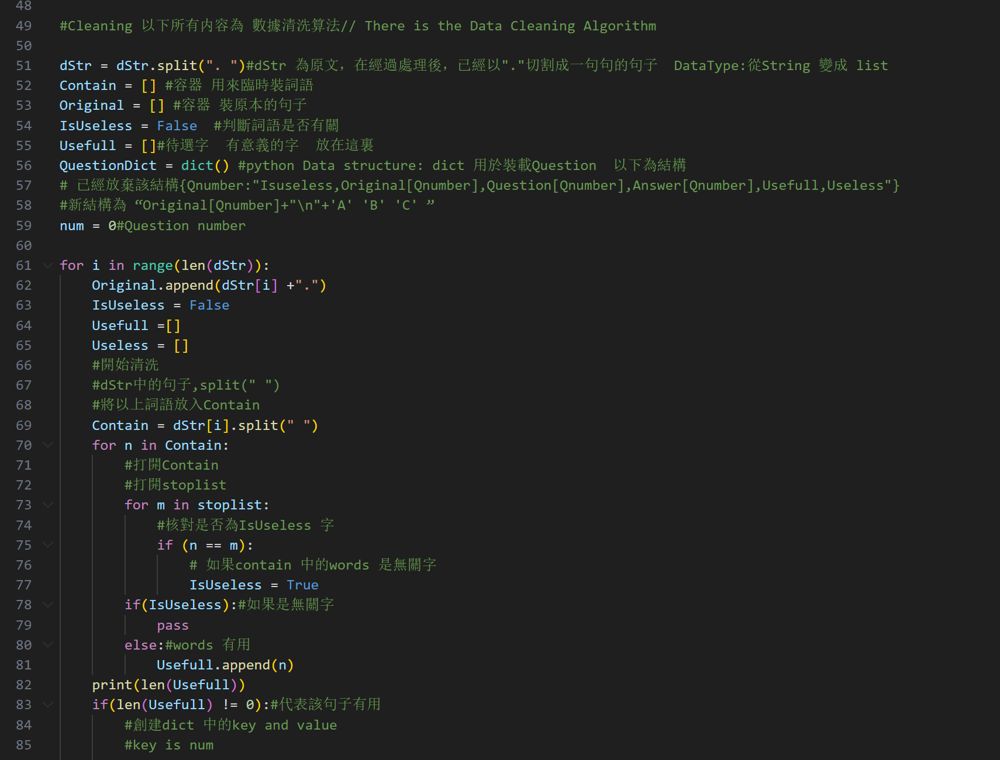 48
49 #Cleaning 以下所有内容為 數據清洗算法// There is the Data Cleaning Algorithm
50
51 dStr = dStr.split(". ")#dStr 為原文，在經過處理後，已經以"."切割成一句句的句子  DataType:從String 變成 list
52 Contain = [] #容器 用來臨時裝詞語
53 Original = [] #容器 裝原本的句子
54 IsUseless = False  #判斷詞語是否有關
55 Usefull = []#待選字  有意義的字  放在這裏
56 QuestionDict = dict() #python Data structure: dict 用於裝載Question  以下為結構
57 # 已經放棄該結構{Qnumber:"Isuseless,Original[Qnumber],Question[Qnumber],Answer[Qnumber],Usefull,Useless"}
58 #新結構為 “Original[Qnumber]+"\n"+'A' 'B' 'C' ”
59 num = 0#Question number
60
61 for i in range(len(dStr)):
62     Original.append(dStr[i] +".")
63     IsUseless = False
64     Usefull =[]
65     Useless = []
66     #開始清洗
67     #dStr中的句子,split(" ")
68     #將以上詞語放入Contain
69     Contain = dStr[i].split(" ")
70     for n in Contain:
71         #打開Contain
72         #打開stoplist
73         for m in stoplist:
74             #核對是否為IsUseless 字
75             if (n == m):
76                 # 如果contain 中的words 是無關字
77                 IsUseless = True
78         if(IsUseless):#如果是無關字
79             pass
80         else:#words 有用
81             Usefull.append(n)
82     print(len(Usefull))
83     if(len(Usefull) != 0):#代表該句子有用
84         #創建dict 中的key and value
85         #key is num